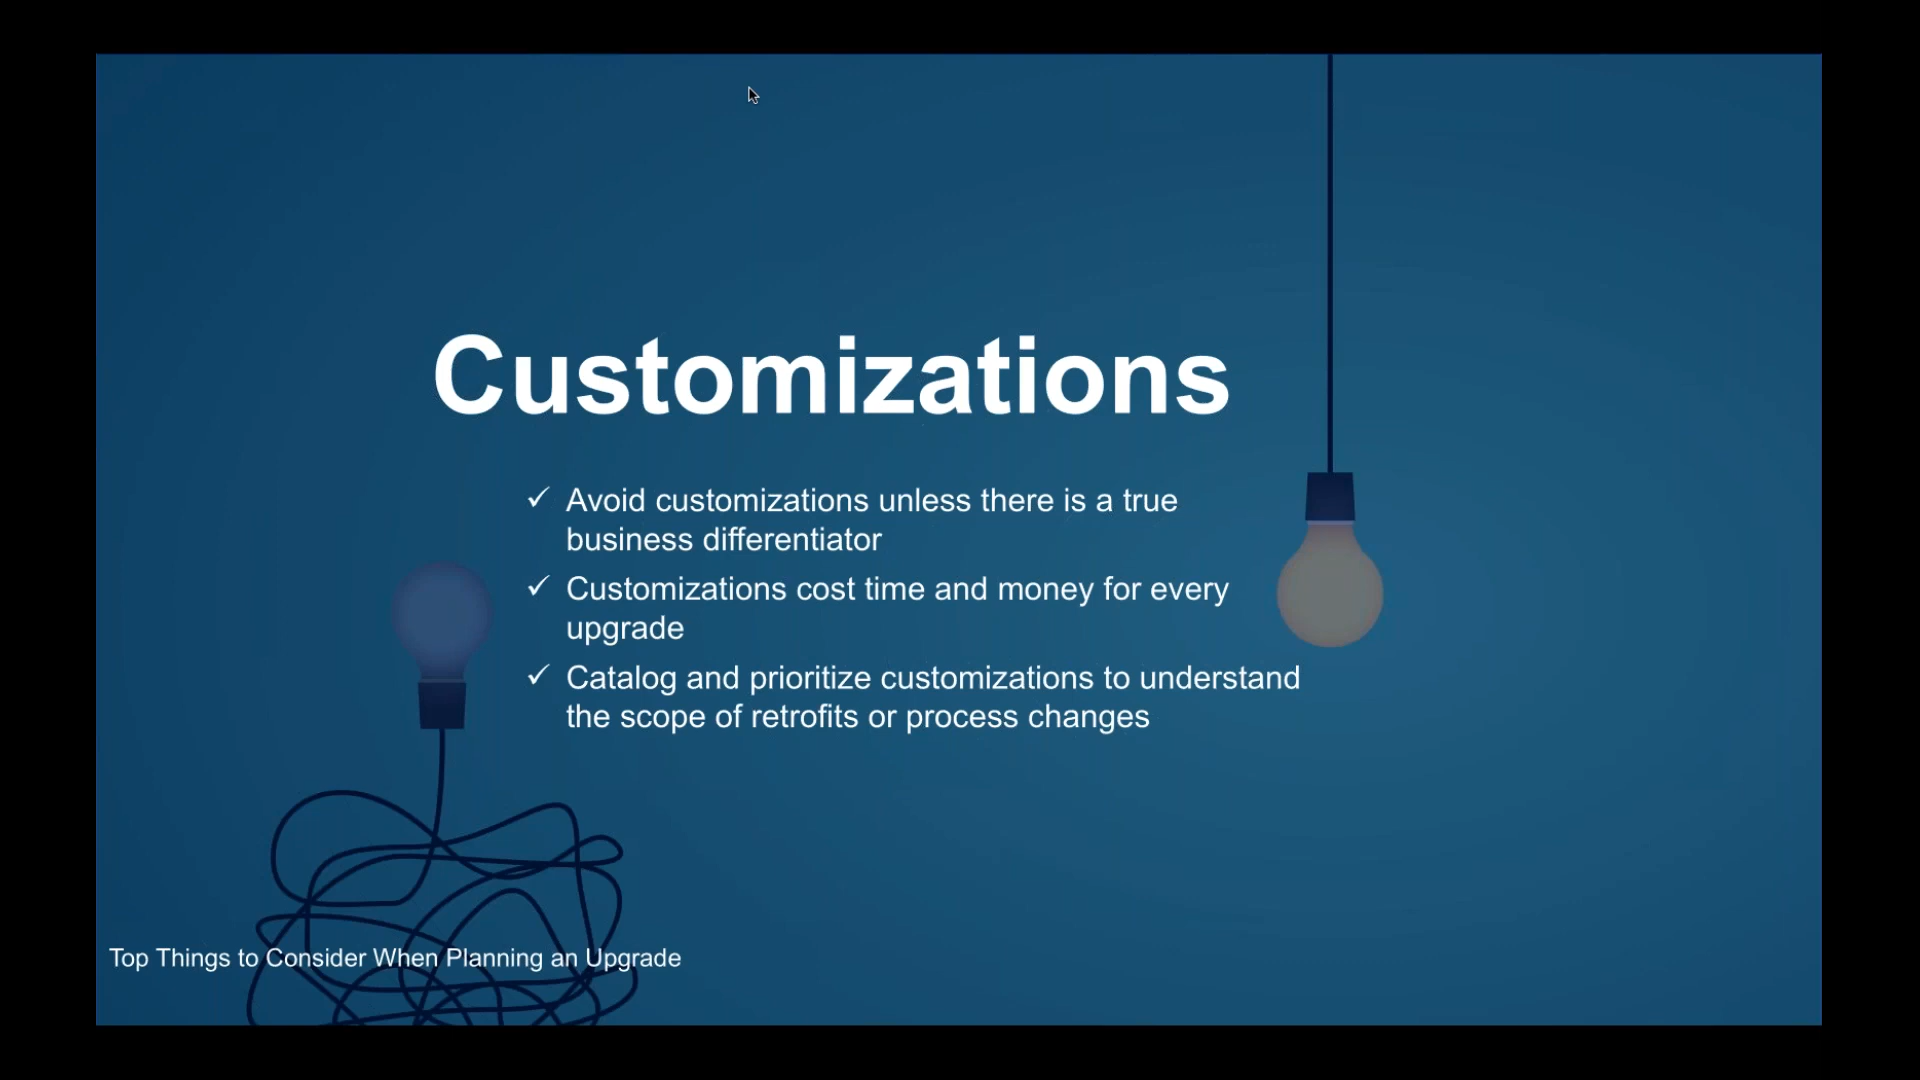 Customizations
✓ Avoid customizations unless there is a true
business differentiator
✓ Customizations cost time and money for every
upgrade
✓ Catalog and prioritize customizations to understand
the scope of retrofits or process changes
Top Things to Consider When Planning an Upgrade